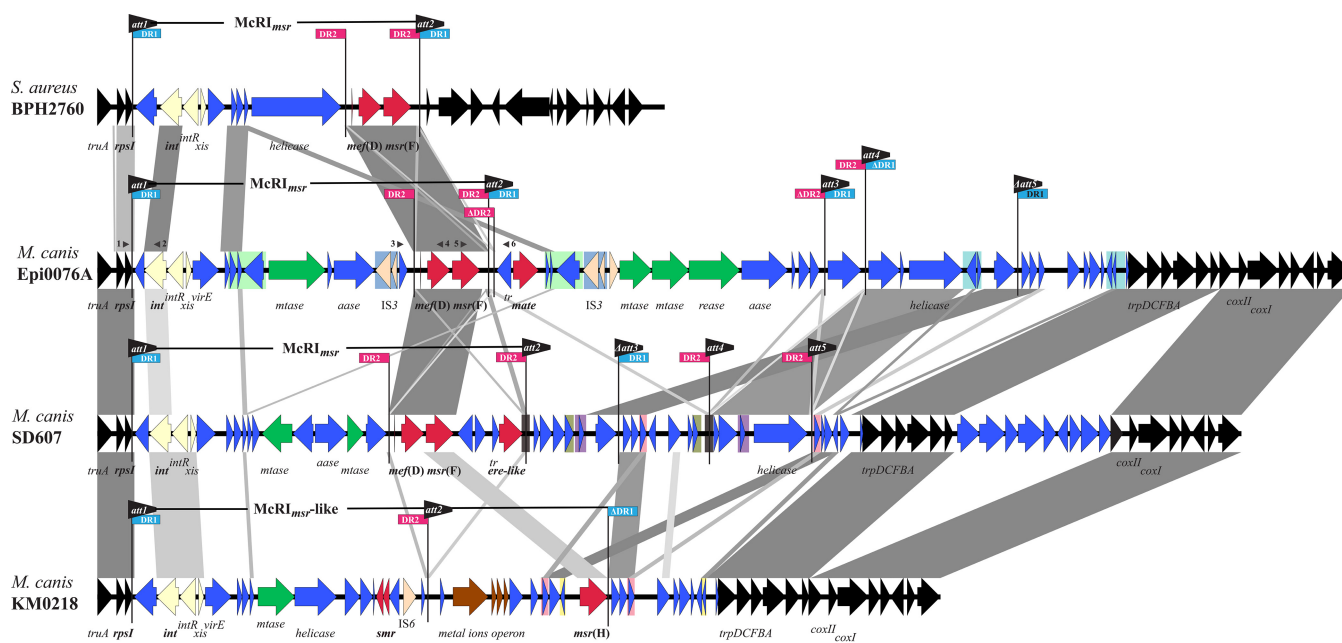 att1 McRImsr att2
DR1 DR2 DR2 DR1
S. aureus
BPH2760
truA rpsI int intR xis helicase mef(D) msr(F)
att4
DR2 ΔDR1
att1 McRImsr att2 att3 Δatt5
DR1 DR2 DR2 DR1 ΔDR2 DR1 DR1
ΔDR2
1 2 3 4 5 6
M. canis
Epi0076A
truA rpsI int intR xis virE mtase aase IS3 mef(D) msr(F) tr mate IS3 mtase mtase rease aase helicase trpDCFBA coxII coxI
att1 McRImsr att2 Δatt3 att4 att5
DR1 DR2 DR2 DR1 DR2 DR2
M. canis
SD607
truA rpsI int intR xis mtase aase mtase mef(D) msr(F) tr ere-like helicase trpDCFBA coxII coxI
att1 McRImsr-like att2
DR1 DR2 ΔDR1
M. canis
KM0218
truA rpsI int intR xis virE mtase helicase smr IS6 metal ions operon msr(H) trpDCFBA coxII coxI